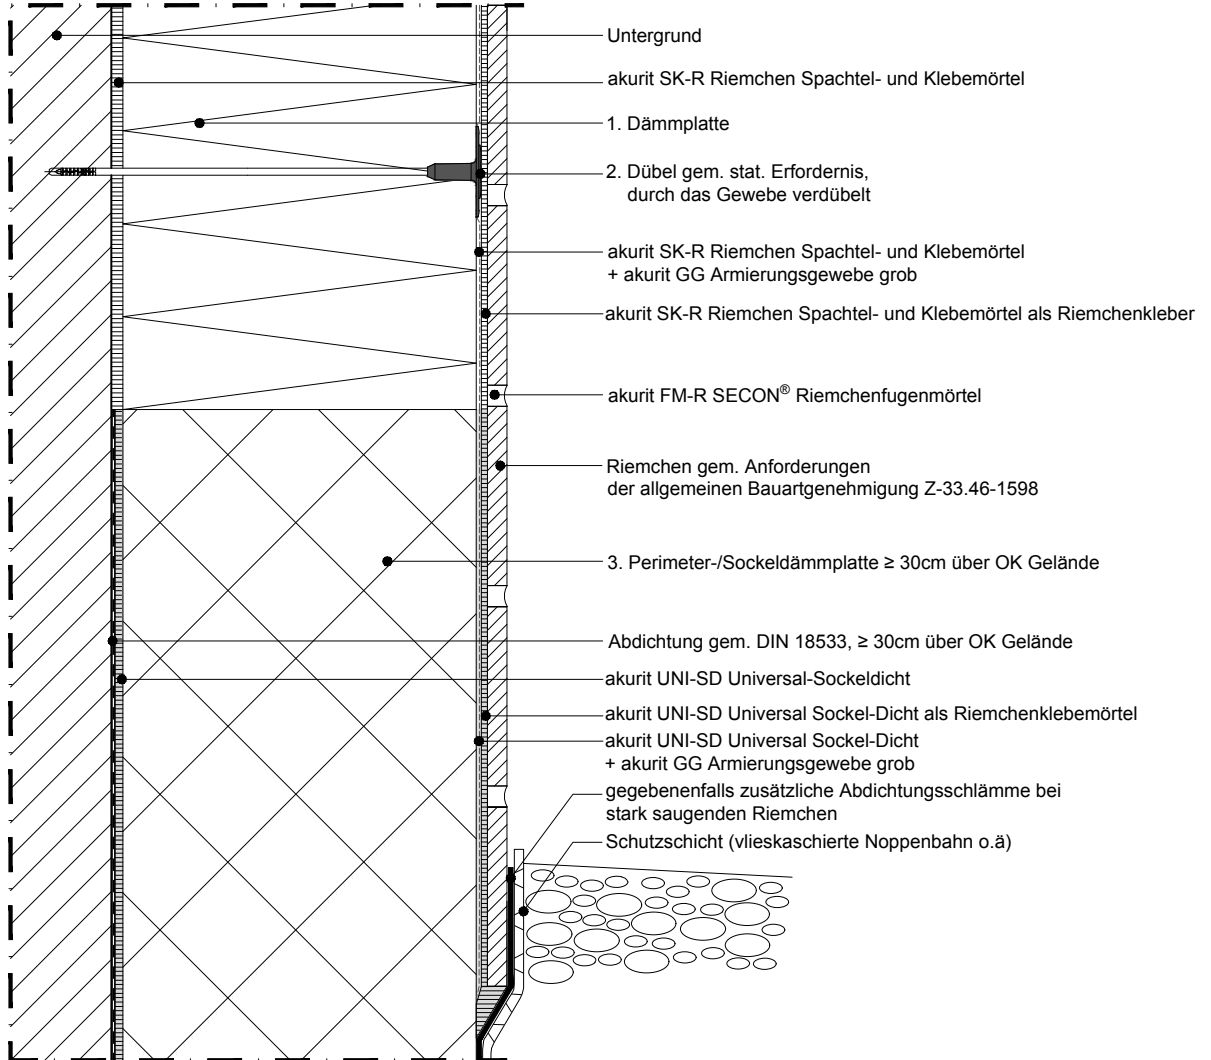 Untergrund
akurit SK-R Riemchen Spachtel- und Klebemörtel
1. Dämmplatte
2. Dübel gem. stat. Erfordernis,
durch das Gewebe verdübelt
akurit SK-R Riemchen Spachtel- und Klebemörtel
+ akurit GG Armierungsgewebe grob
akurit SK-R Riemchen Spachtel- und Klebemörtel als Riemchenkleber
akurit FM-R SECON® Riemchenfugenmörtel
Riemchen gem. Anforderungen
der allgemeinen Bauartgenehmigung Z-33.46-1598
3. Perimeter-/Sockeldämmplatte ≥ 30cm über OK Gelände
Abdichtung gem. DIN 18533, ≥ 30cm über OK Gelände
akurit UNI-SD Universal-Sockeldicht
akurit UNI-SD Universal Sockel-Dicht als Riemchenklebemörtel
akurit UNI-SD Universal Sockel-Dicht
+ akurit GG Armierungsgewebe grob
gegebenenfalls zusätzliche Abdichtungsschlämme bei
stark saugenden Riemchen
Schutzschicht (vlieskaschierte Noppenbahn o.ä)